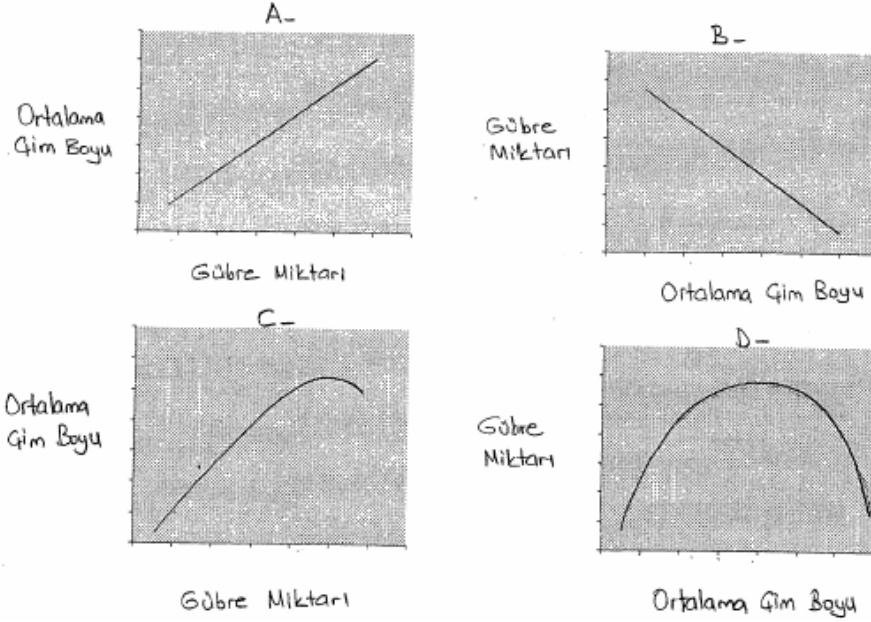 A-
Ortalama
Çim Boyu
Gübre Miktarı
B-
Gübre
Miktarı
Ortalama Çim Boyu
C-
Ortalama
Çim Boyu
Gübre Miktarı
D-
Gübre
Miktarı
Ortalama Çim Boyu